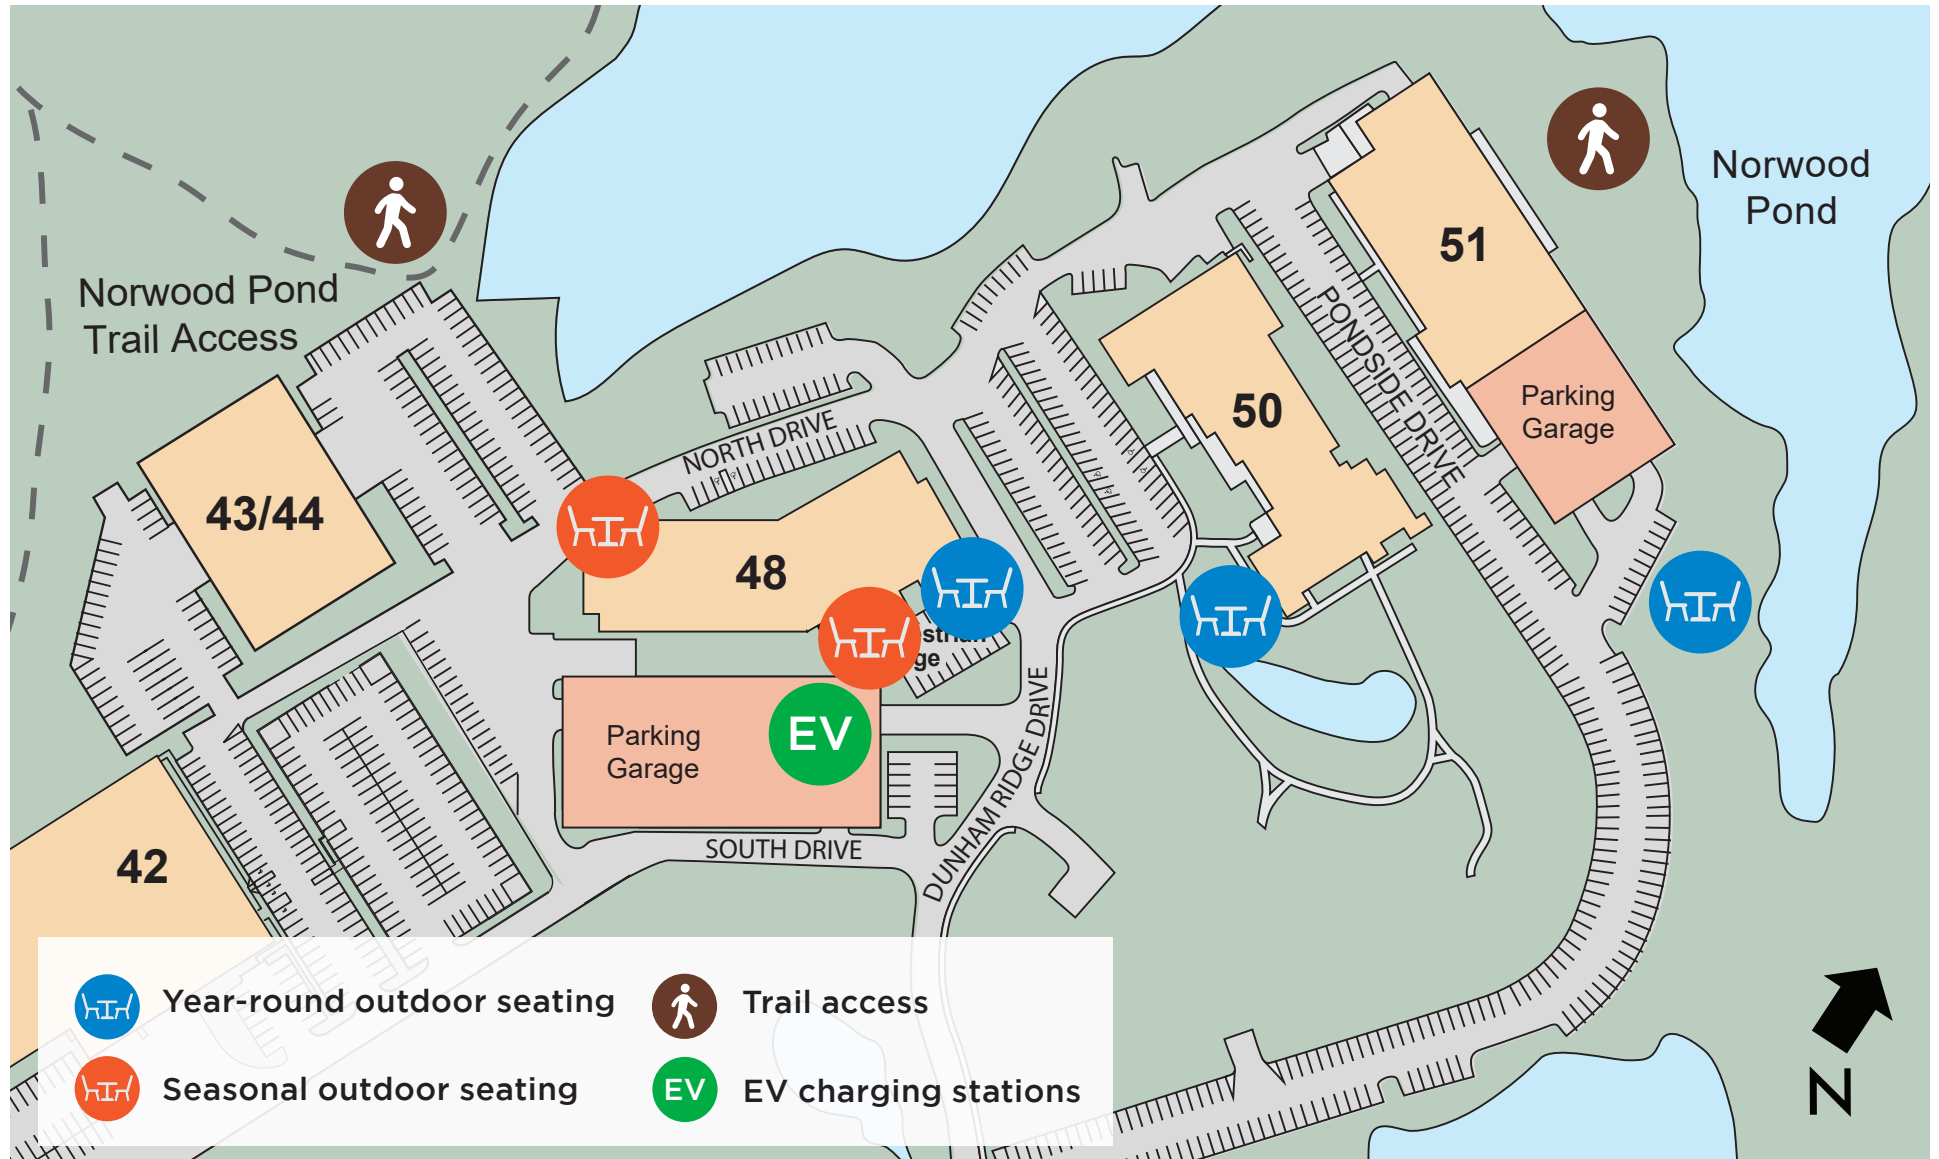 Norwood
Pond
51
Norwood Pond
Trail Access
PONDSIDE DRIVE
Parking
Garage
50
NORTH DRIVE
43/44
48
Parking
Garage
EV
DUNHAM RIDGE DRIVE
SOUTH DRIVE
42
Year-round outdoor seating
Trail access
Seasonal outdoor seating
EV
EV charging stations
N